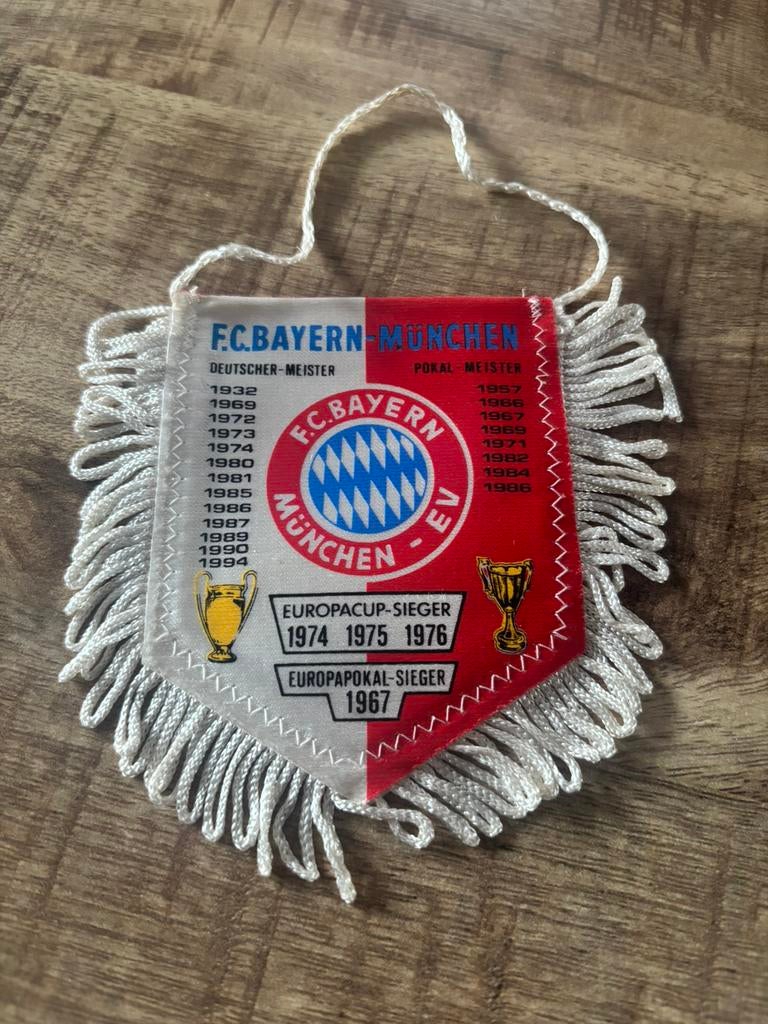 F.C.BAYERN-MÜNCHEN
DEUTSCHER-MEISTER
1932
1969
1972
1973
1974
1980
1981
1985
1986
1987
1989
1990
1994
POKAL-MEISTER
1957
1966
1967
1969
1971
1982
1984
1986
F.C.BAYERN
MÜNCHEN - EV
EUROPACUP-SIEGER
1974 1975 1976
EUROPAPOKAL-SIEGER
1967